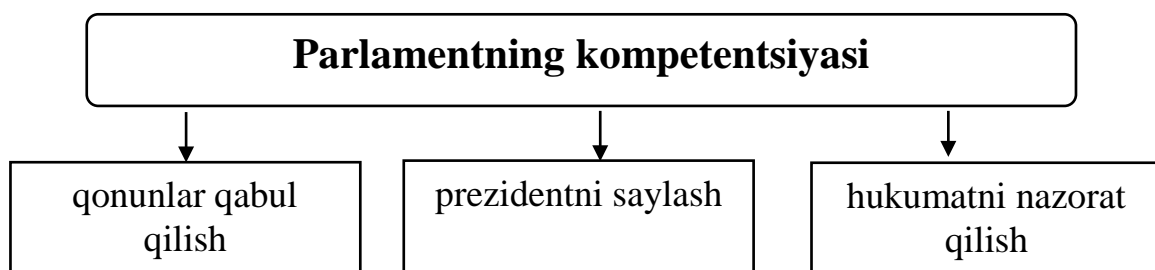 Parlamentning kompetentsiyasi
qonunlar qabul
qilish
prezidentni saylash
hukumatni nazorat
qilish